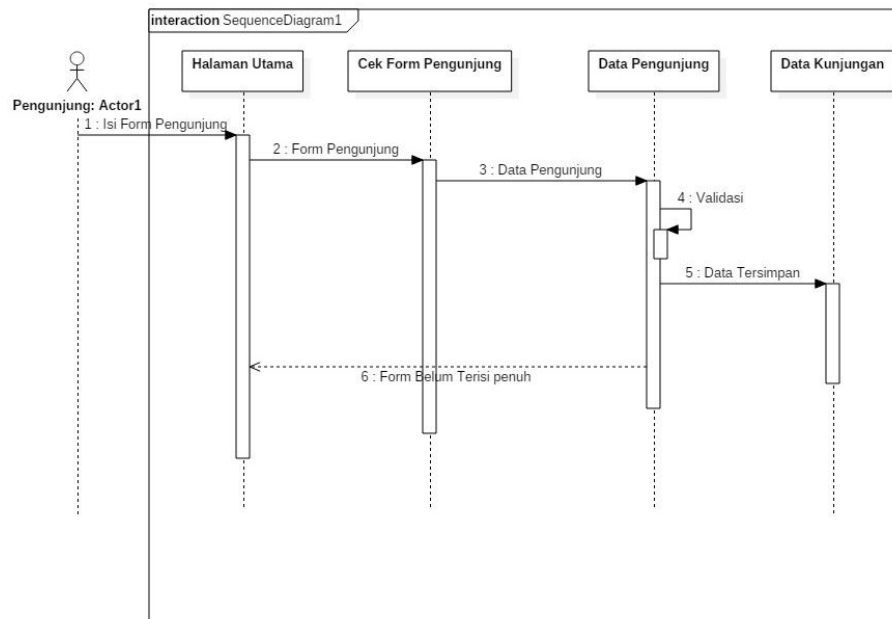 interaction SequenceDiagram1
Halaman Utama
Cek Form Pengunjung
Data Pengunjung
Data Kunjungan
Pengunjung: Actor1
1 : Isi Form Pengunjung
2 : Form Pengunjung
3 : Data Pengunjung
4 : Validasi
5 : Data Tersimpan
6 : Form Belum Terisi penuh